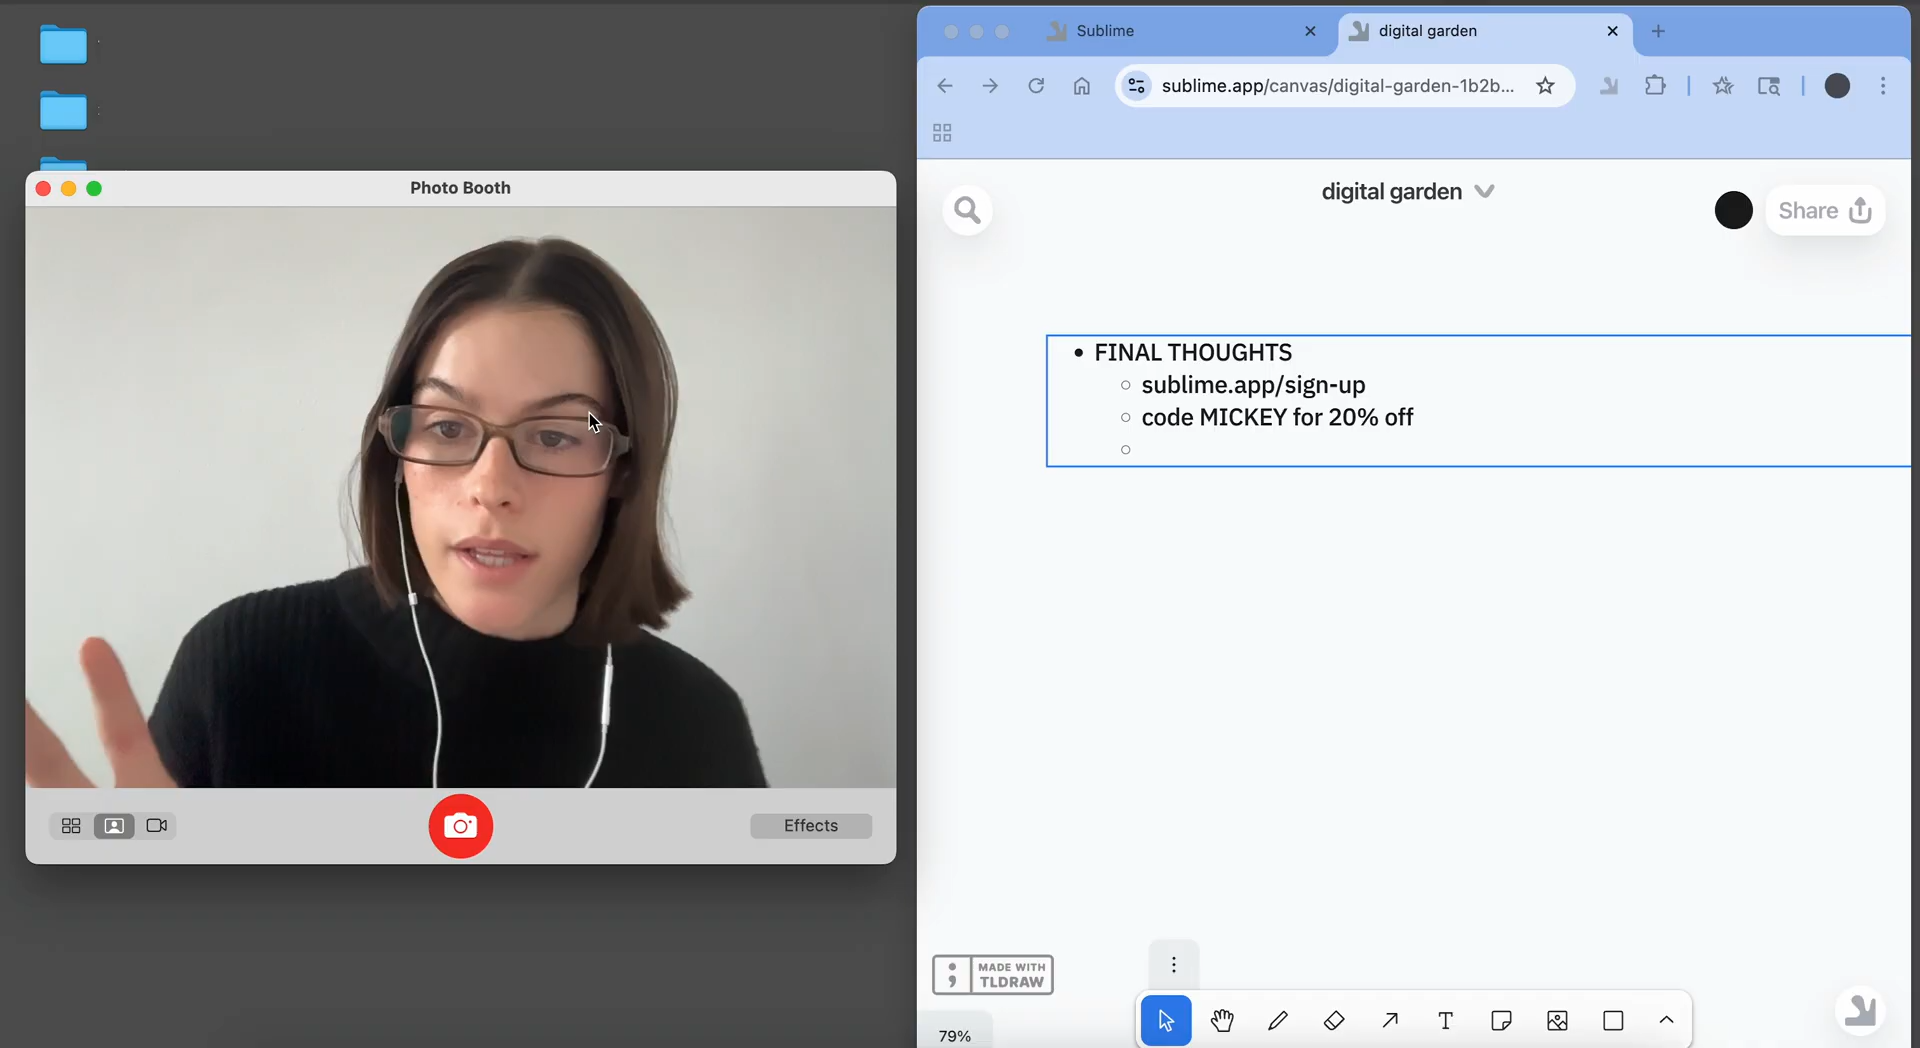 Sublime
digital garden
sublime.app/canvas/digital-garden-1b2b...
Photo Booth
digital garden
Share
FINAL THOUGHTS
sublime.app/sign-up
code MICKEY for 20% off
Effects
MADE WITH
TLDRAW
T
79%